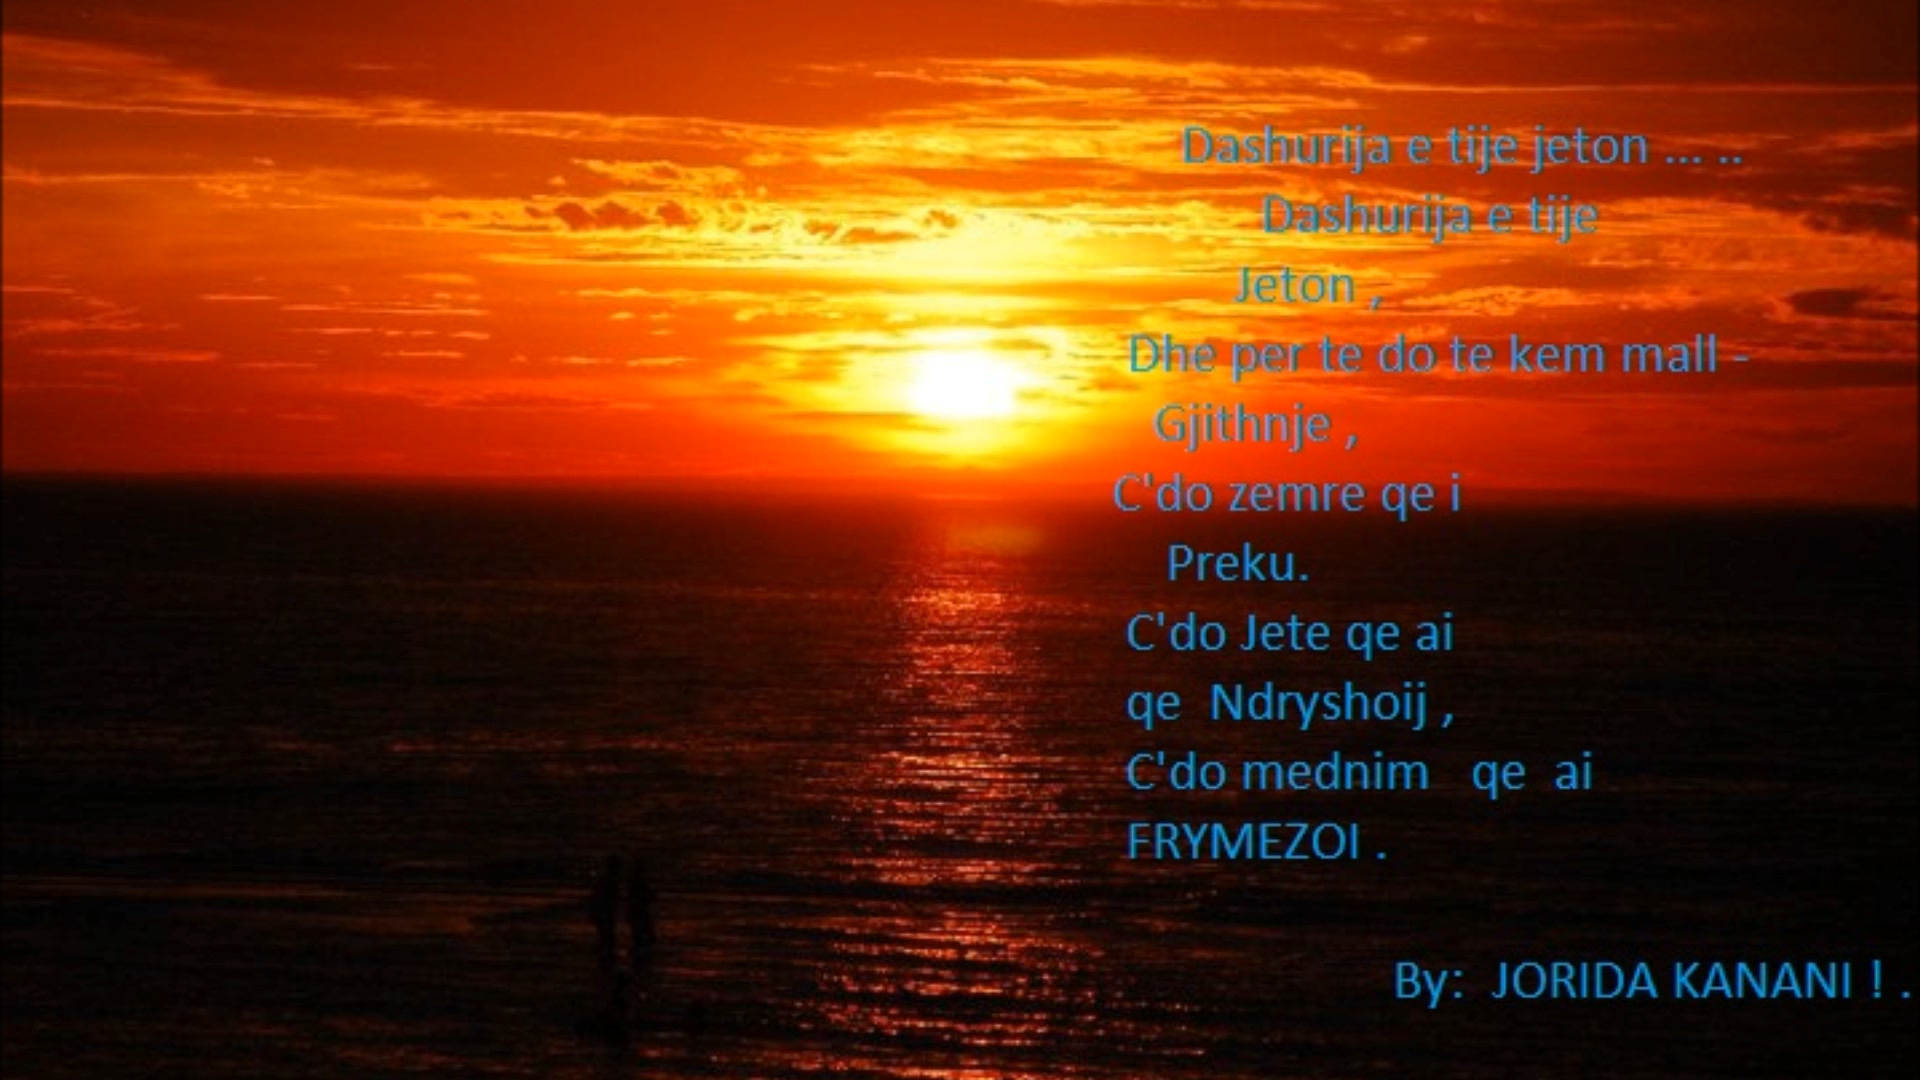 Dashurija e tije jeton ... ..
Dashurija e tije
Jeton ,
Dhe per te do te kem mall -
Gjithnje ,
C'do zemre qe i
Preku.
C'do Jete qe ai
qe Ndryshoij ,
C'do mednim qe ai
FRYMEZOI .
By: JORIDA KANANI ! .